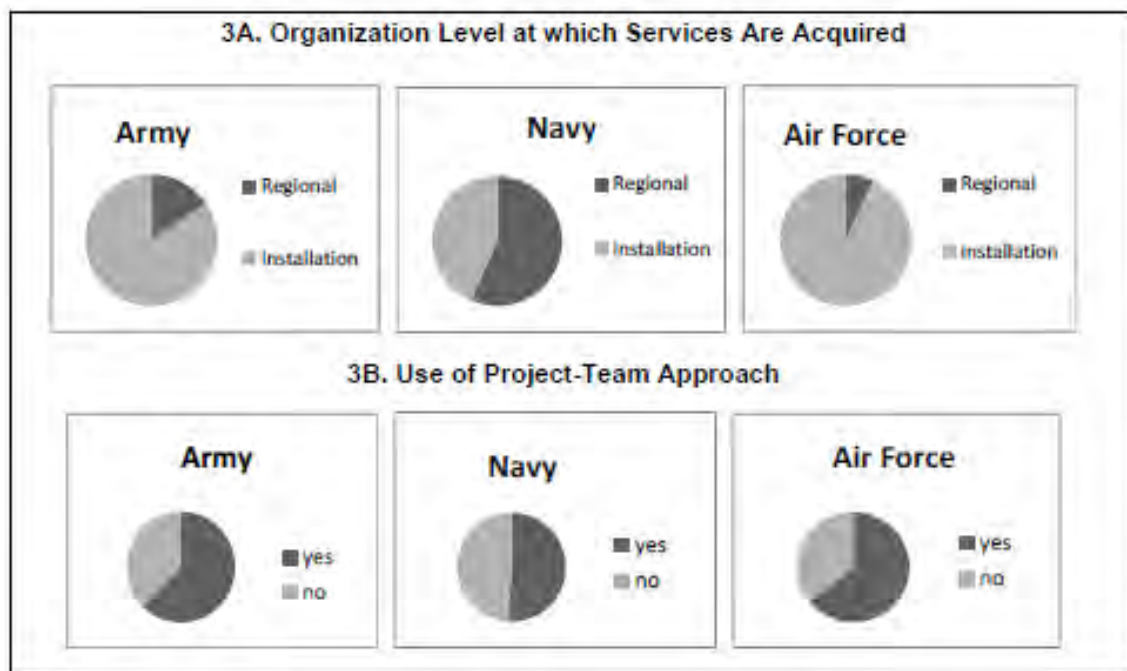 3A. Organization Level at which Services Are Acquired
Army
Regional
Installation
Navy
Regional
Installation
Air Force
Regional
Installation
3B. Use of Project-Team Approach
Army
yes
no
Navy
yes
no
Air Force
yes
no